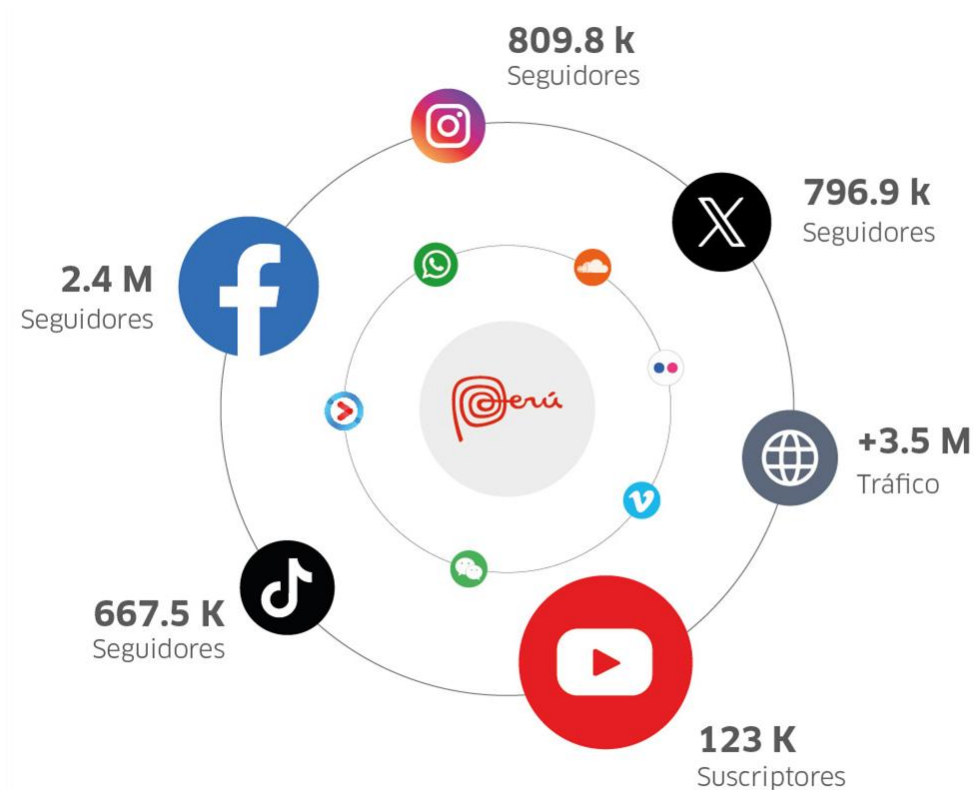 809.8 k
Seguidores
796.9 k
Seguidores
2.4 M
Seguidores
Perú
+3.5 M
Tráfico
667.5 K
Seguidores
123 K
Suscriptores